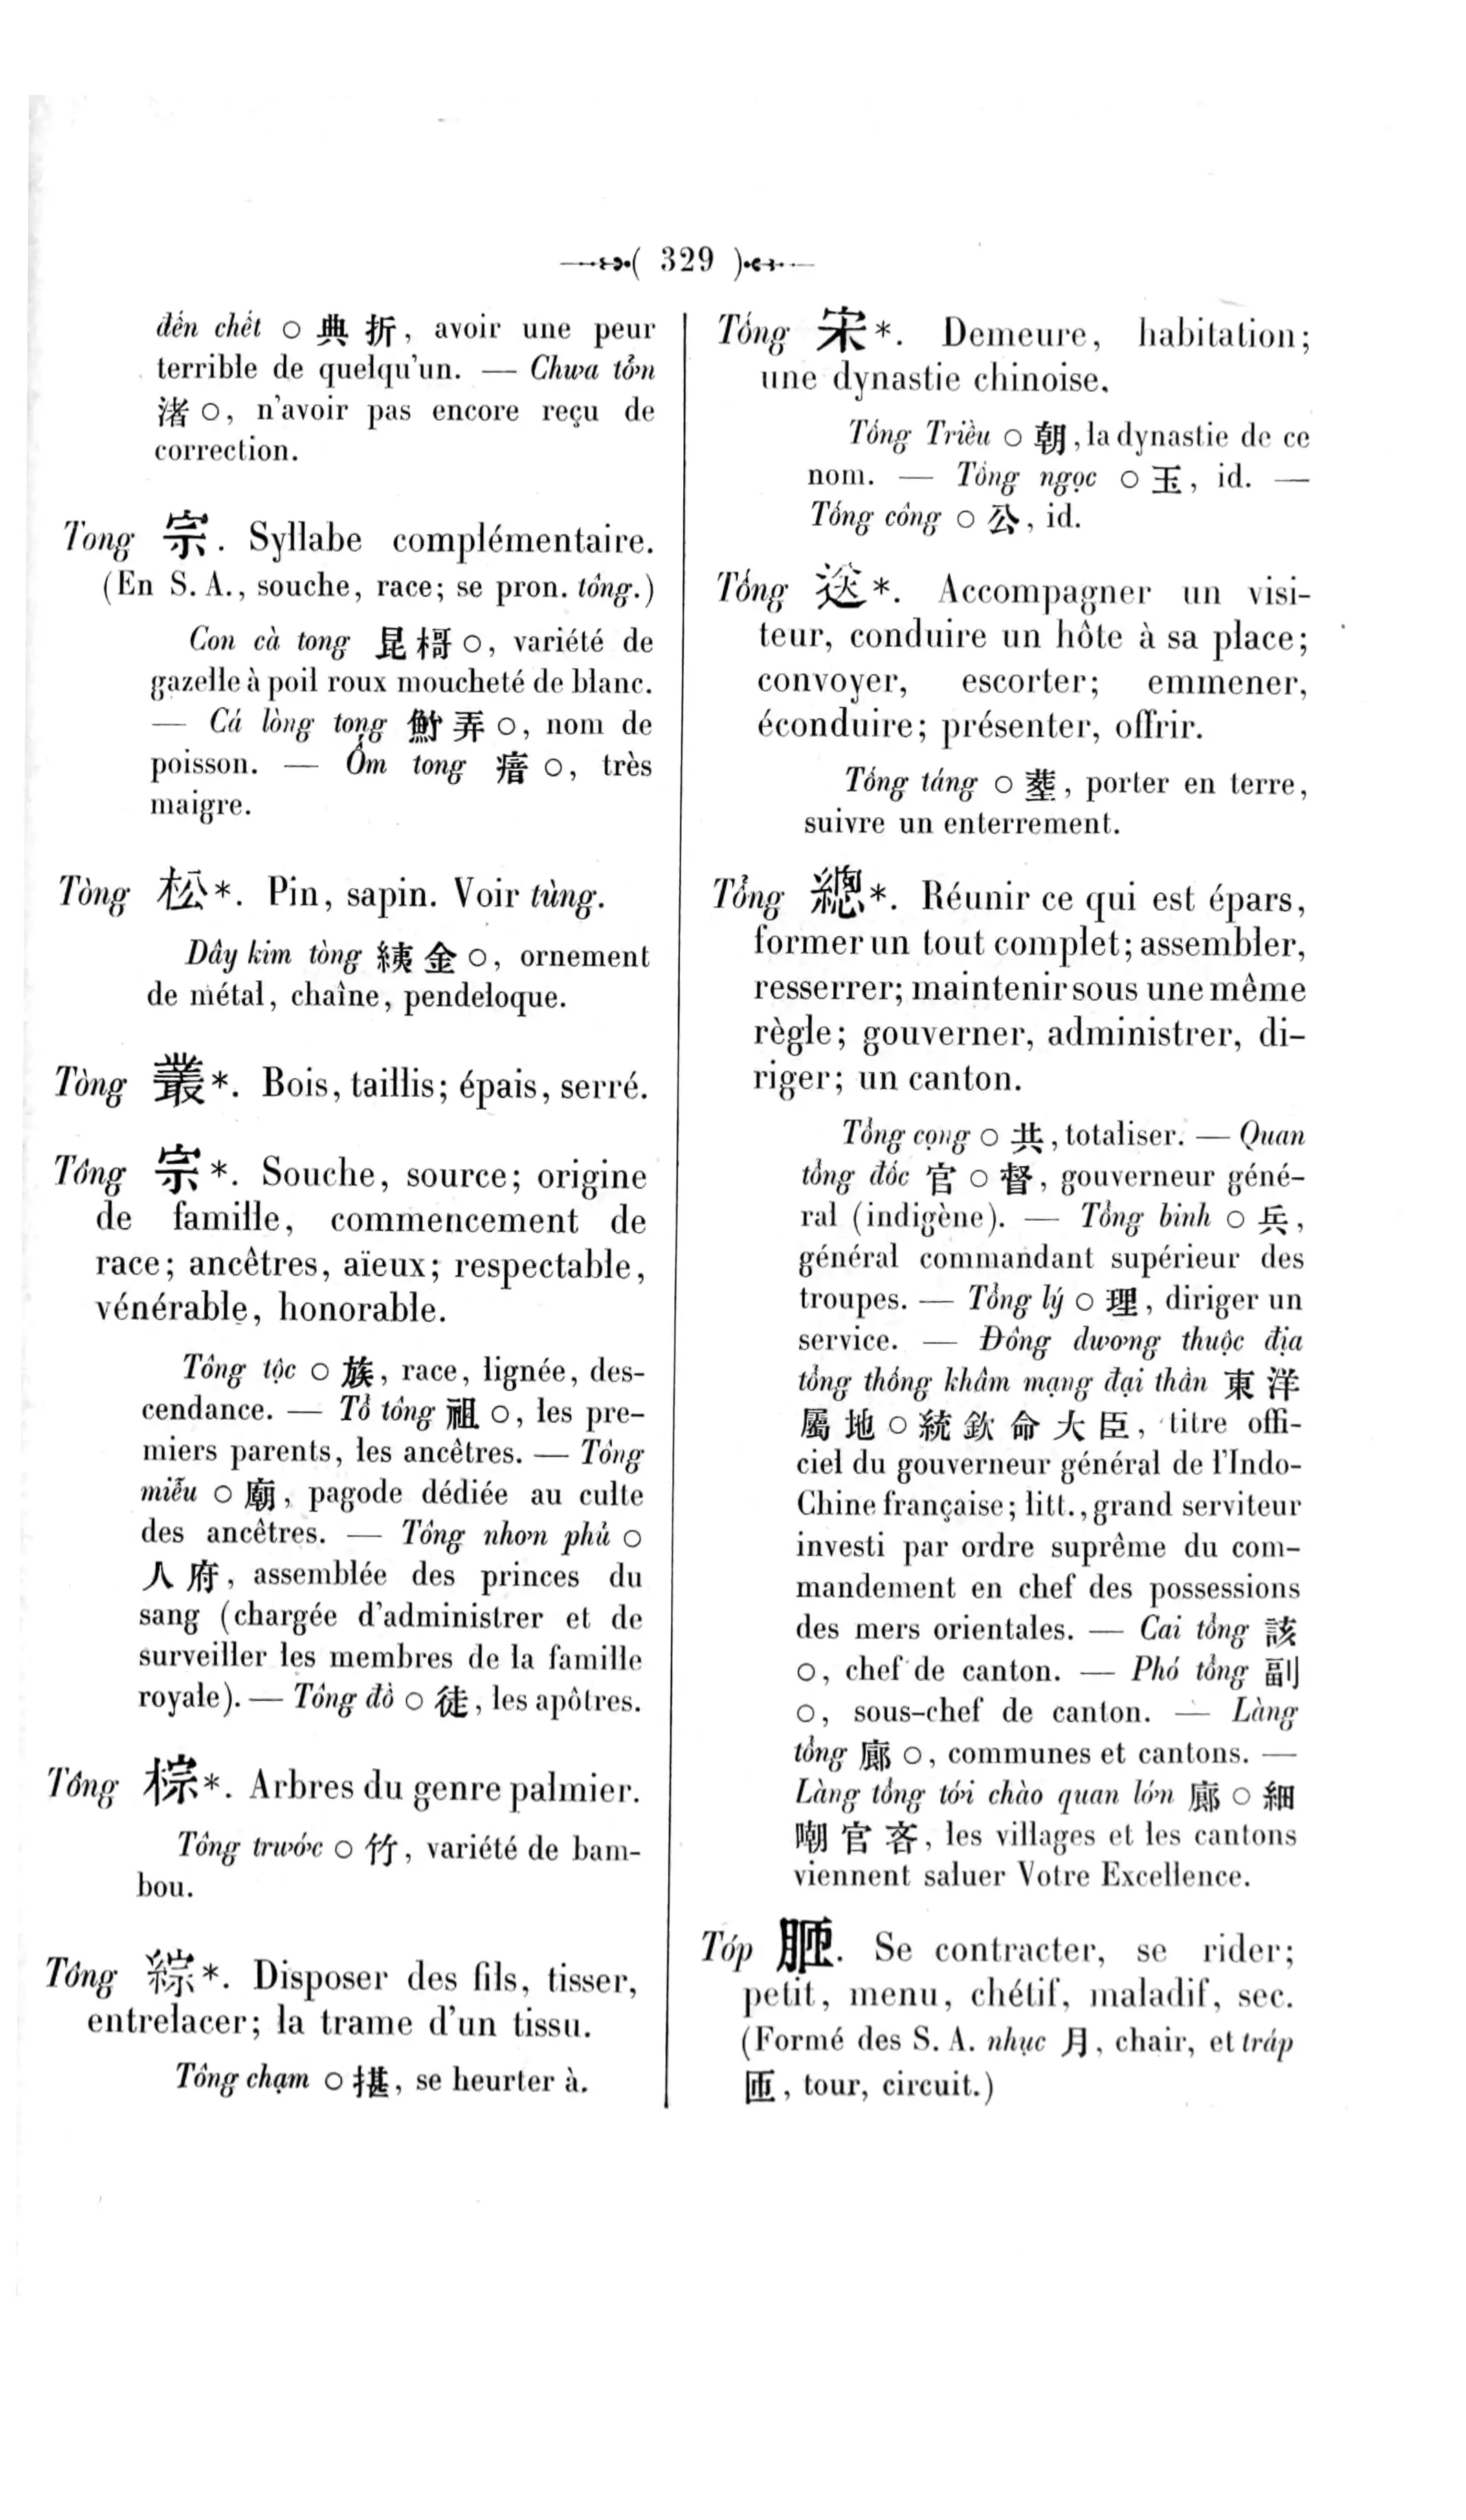 ( 329 )
đến chết ○ 典 折, avoir une peur
terrible de quelqu'un. — Chưa tởn
渚 ○, n'avoir pas encore reçu de
correction.
Tong 宗. Syllabe complémentaire.
(En S. A., souche, race; se pron. tông.)
Con cà tong 昆 𣖖 ○, variété de
gazelle à poil roux moucheté de blanc.
— Cá lòng tong 𩵜 弄 ○, nom de
poisson. — Ốm tong 瘖 ○, très
maigre.
Tòng 松*. Pin, sapin. Voir tùng.
Dây kim tòng 𦀊 金 ○, ornement
de métal, chaîne, pendeloque.
Tòng 叢*. Bois, taillis; épais, serré.
Tông 宗*. Souche, source; origine
de famille, commencement de
race; ancêtres, aïeux; respectable,
vénérable, honorable.
Tông tộc ○ 族, race, lignée, des-
cendance. — Tổ tông 祖 ○, les pre-
miers parents, les ancêtres. — Tông
miễu ○ 廟, pagode dédiée au culte
des ancêtres. — Tông nhơn phủ ○
人 府, assemblée des princes du
sang (chargée d'administrer et de
surveiller les membres de la famille
royale). — Tông đồ ○ 徒, les apôtres.
Tông 棕*. Arbres du genre palmier.
Tông trước ○ 竹, variété de bam-
bou.
Tông 綜*. Disposer des fils, tisser,
entrelacer; la trame d'un tissu.
Tông chạm ○ 揕, se heurter à.
Tống 宋*. Demeure, habitation;
une dynastie chinoise.
Tống Triều ○ 朝, la dynastie de ce
nom. — Tống ngọc ○ 玉, id. —
Tống công ○ 公, id.
Tống 送*. Accompagner un visi-
teur, conduire un hôte à sa place;
convoyer, escorter; emmener,
éconduire; présenter, offrir.
Tống táng ○ 塟, porter en terre,
suivre un enterrement.
Tổng 總*. Réunir ce qui est épars,
former un tout complet; assembler,
resserrer; maintenir sous une même
règle; gouverner, administrer, di-
riger; un canton.
Tổng cọng ○ 共, totaliser. — Quan
tổng đốc 官 ○ 督, gouverneur géné-
ral (indigène). — Tổng binh ○ 兵,
général commandant supérieur des
troupes. — Tổng lý ○ 理, diriger un
service. — Đông dương thuộc địa
tổng thống khâm mạng đại thần 東 洋
屬 地 ○ 統 欽 命 大 臣, titre offi-
ciel du gouverneur général de l'Indo-
Chine française; litt., grand serviteur
investi par ordre suprême du com-
mandement en chef des possessions
des mers orientales. — Cai tổng 該
○, chef de canton. — Phó tổng 副
○, sous-chef de canton. — Làng
tổng 廊 ○, communes et cantons. —
Làng tổng tới chào quan lớn 廊 ○ 細
嘲 官 吝, les villages et les cantons
viennent saluer Votre Excellence.
Tóp. Se contracter, se rider;
petit, menu, chétif, maladif, sec.
(Formé des S. A. nhục 月, chair, et tráp
匝, tour, circuit.)